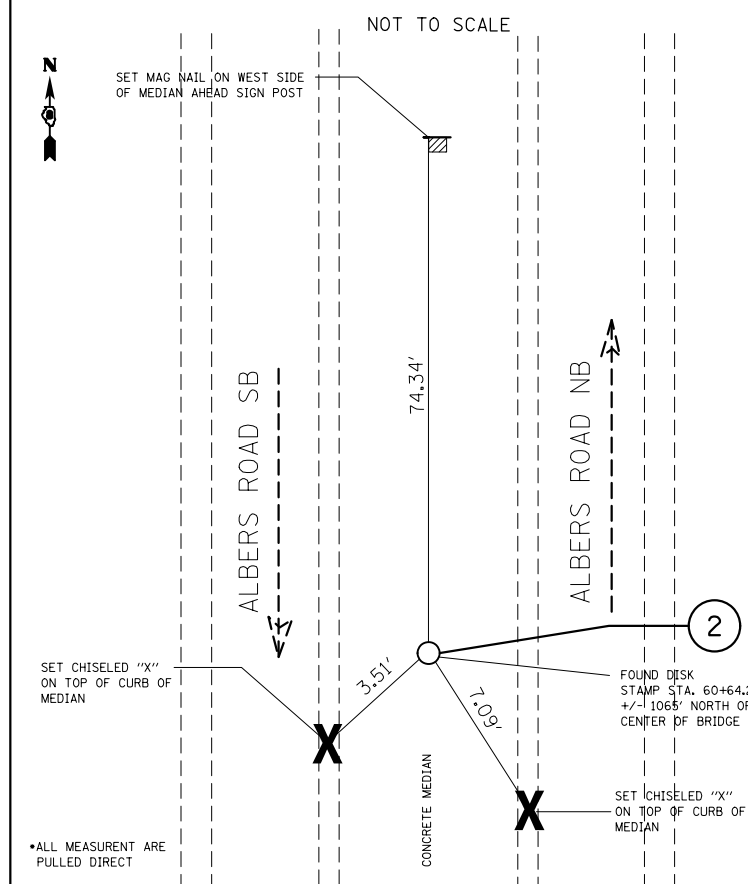 NOT TO SCALE
N
SET MAG NAIL ON WEST SIDE
OF MEDIAN AHEAD SIGN POST
74.34'
ALBERS ROAD SB
ALBERS ROAD NB
2
3.51'
7.09'
SET CHISELED "X"
ON TOP OF CURB OF
MEDIAN
FOUND DISK
STAMP STA. 60+64.2
+/- 1065' NORTH OF
CENTER OF BRIDGE
X
X
CONCRETE MEDIAN
SET CHISELED "X"
ON TOP OF CURB OF
MEDIAN
*ALL MEASURENT ARE
PULLED DIRECT